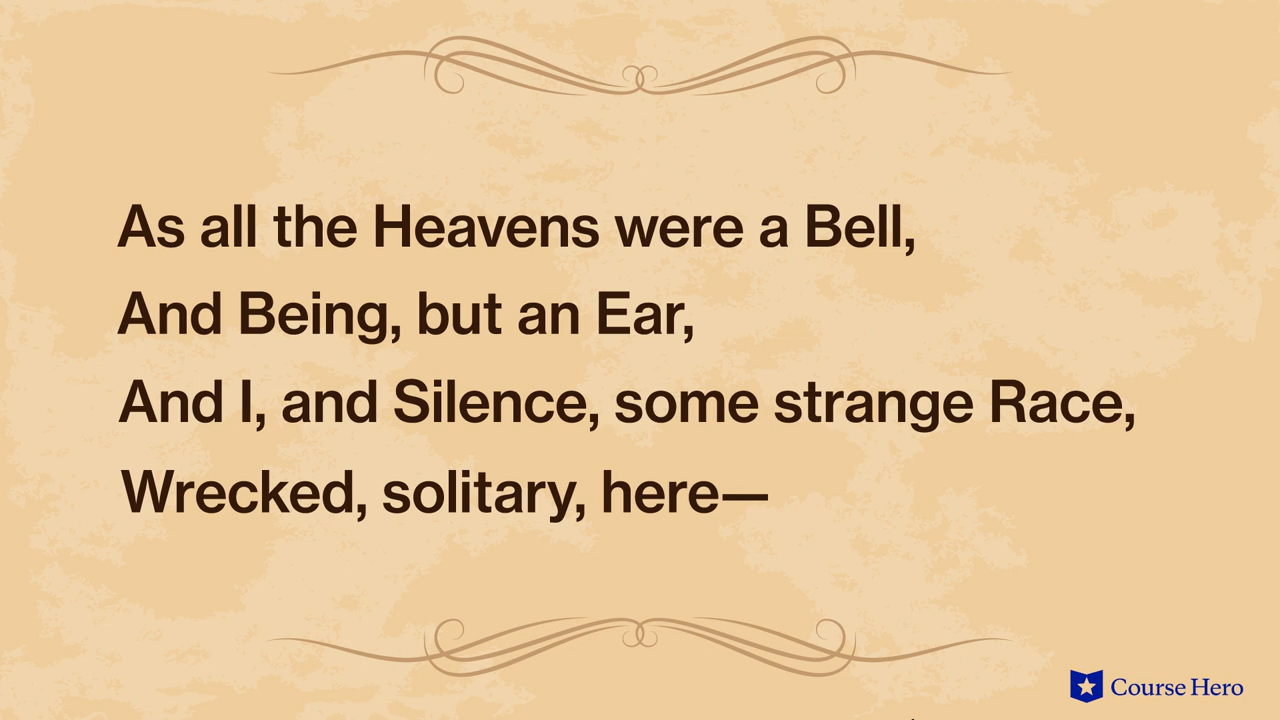 As all the Heavens were a Bell,
And Being, but an Ear,
And I, and Silence, some strange Race,
Wrecked, solitary, here—
Course Hero